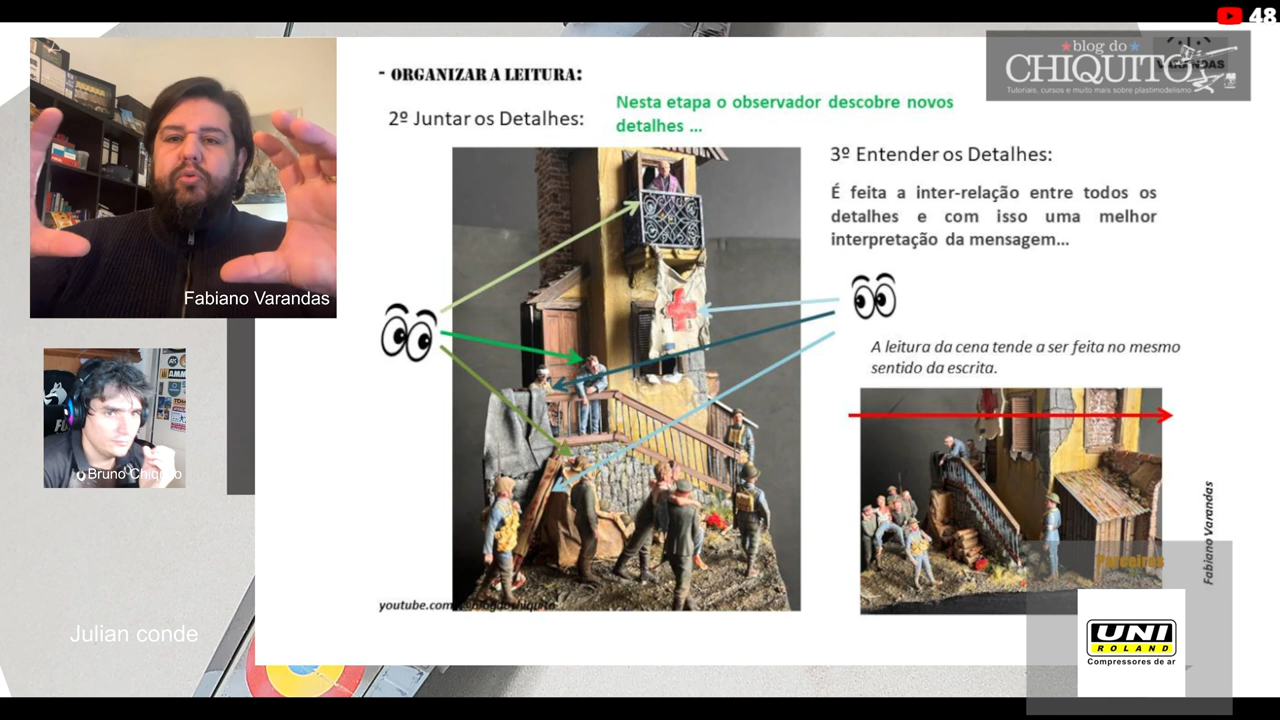 48
blog do
CHIQUITO
Tutoriais, cursos e muito mais sobre plastimodelismo
VARANDAS
- ORGANIZAR A LEITURA:
2º Juntar os Detalhes:
Nesta etapa o observador descobre novos
detalhes ...
3º Entender os Detalhes:
É feita a inter-relação entre todos os
detalhes e com isso uma melhor
interpretação da mensagem...
A leitura da cena tende a ser feita no mesmo
sentido da escrita.
Fabiano Varandas
Bruno Chiquito
Julian conde
youtube.com
Fabiano Varandas
Parceiros
UNI
ROLAND
Compressores de ar